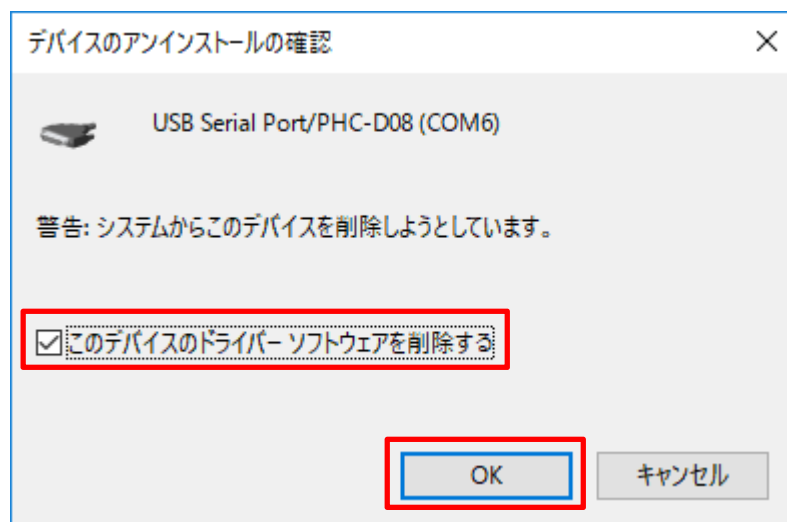 デバイスのアンインストールの確認
USB Serial Port/PHC-D08 (COM6)
警告: システムからこのデバイスを削除しようとしています。
このデバイスのドライバー ソフトウェアを削除する
OK
キャンセル